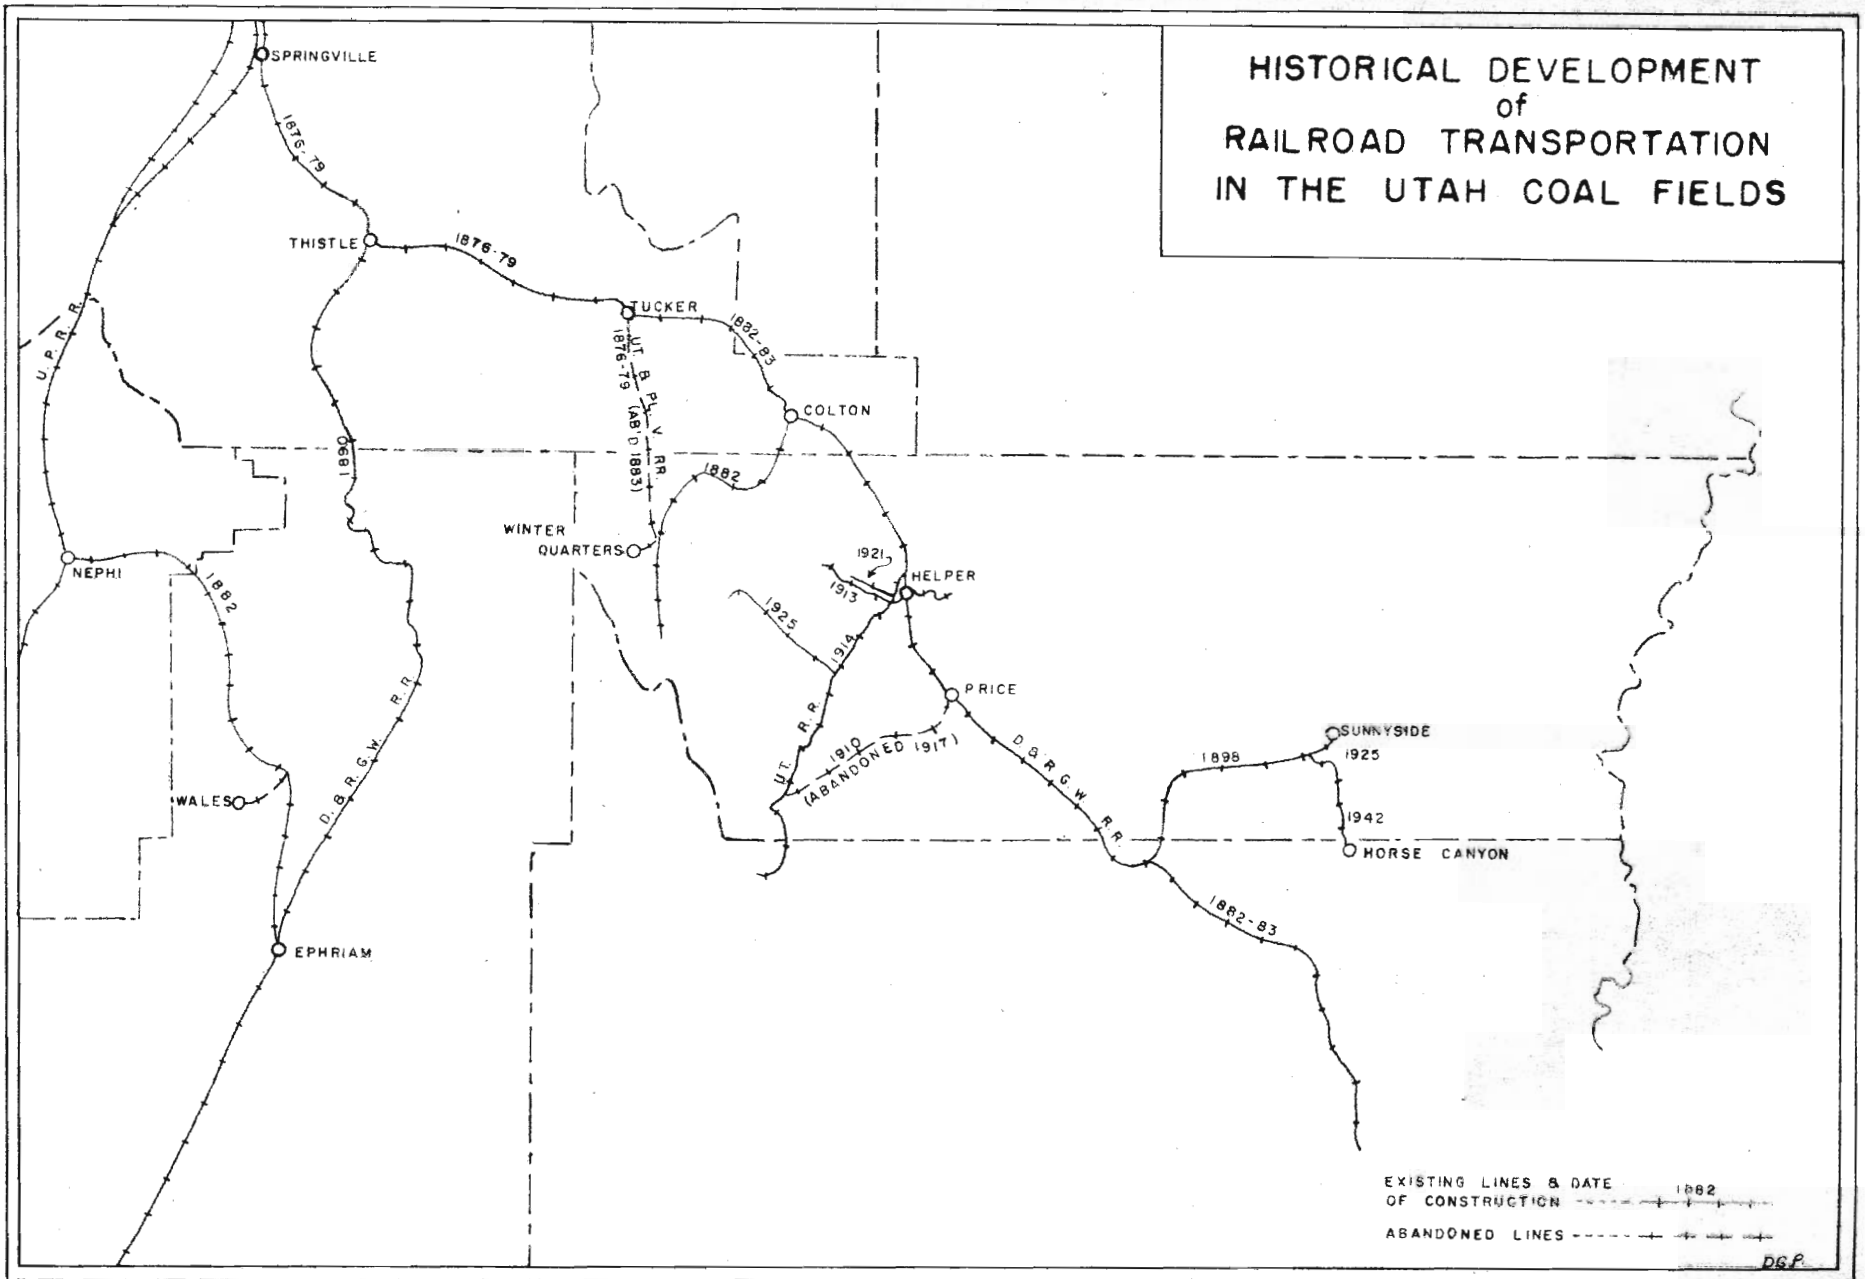 HISTORICAL DEVELOPMENT
of
RAILROAD TRANSPORTATION
IN THE UTAH COAL FIELDS
SPRINGVILLE
1876-79
THISTLE
1876-79
TUCKER
1882-83
U.P.R.R.
UT. & PL. V. RR.
1876-79 (AB'D 1883)
COLTON
1890
1882
WINTER
QUARTERS
NEPHI
1882
1921
1913
HELPER
1925
1914
PRICE
UT. R.R.
1910
(ABANDONED 1917)
D. & R.G.W. R.R.
SUNNYSIDE
1898
1925
1942
HORSE CANYON
WALES
D. & R.G.W. R.R.
1882-83
EPHRIAM
EXISTING LINES & DATE
OF CONSTRUCTION
1882
ABANDONED LINES
DGP.